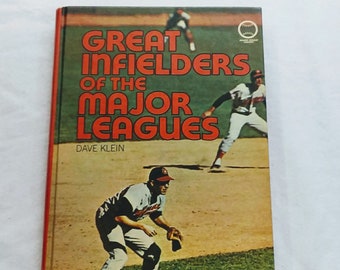 GREAT
INFIELDERS
OF THE
MAJOR
LEAGUES
DAVE KLEIN